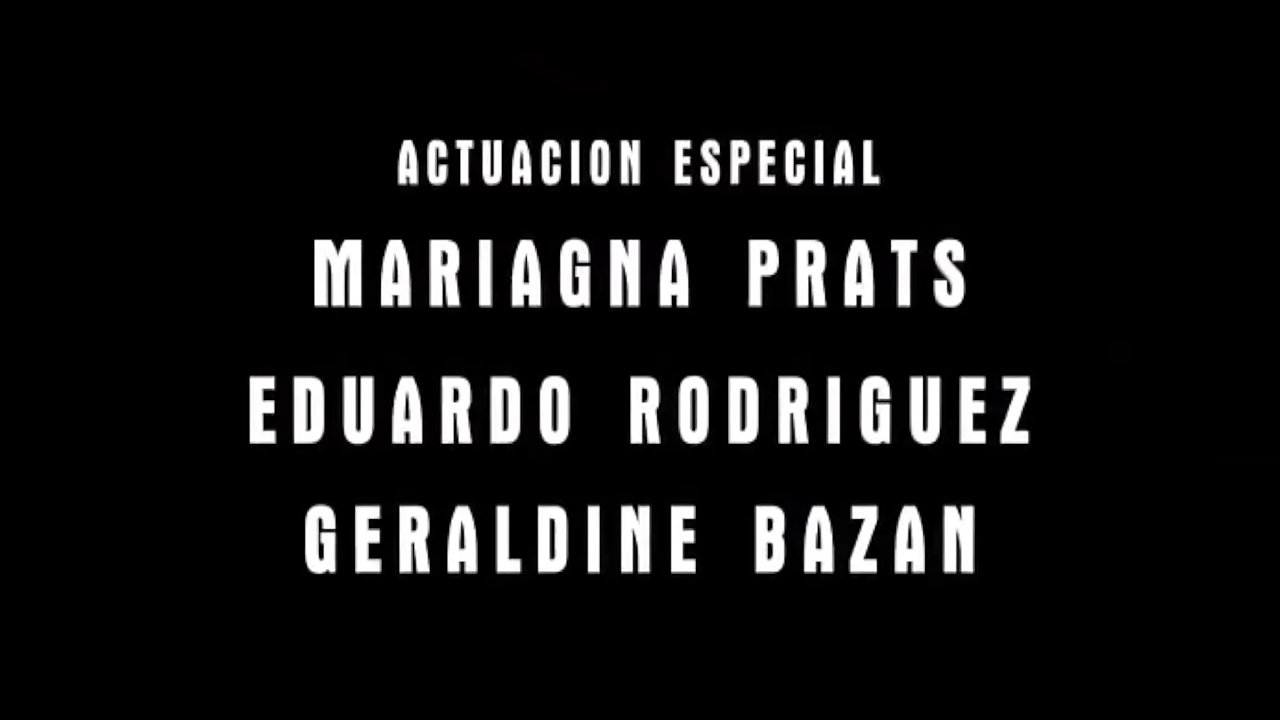 ACTUACION ESPECIAL
MARIAGNA PRATS
EDUARDO RODRIGUEZ
GERALDINE BAZAN